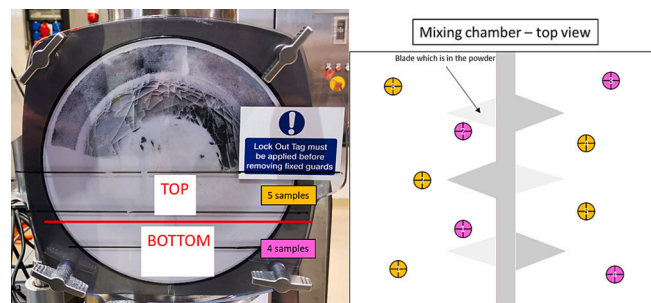 Mixing chamber – top view
Blade which is in the powder
Lock Out Tag must
be applied before
removing fixed guards
TOP
5 samples
BOTTOM
4 samples